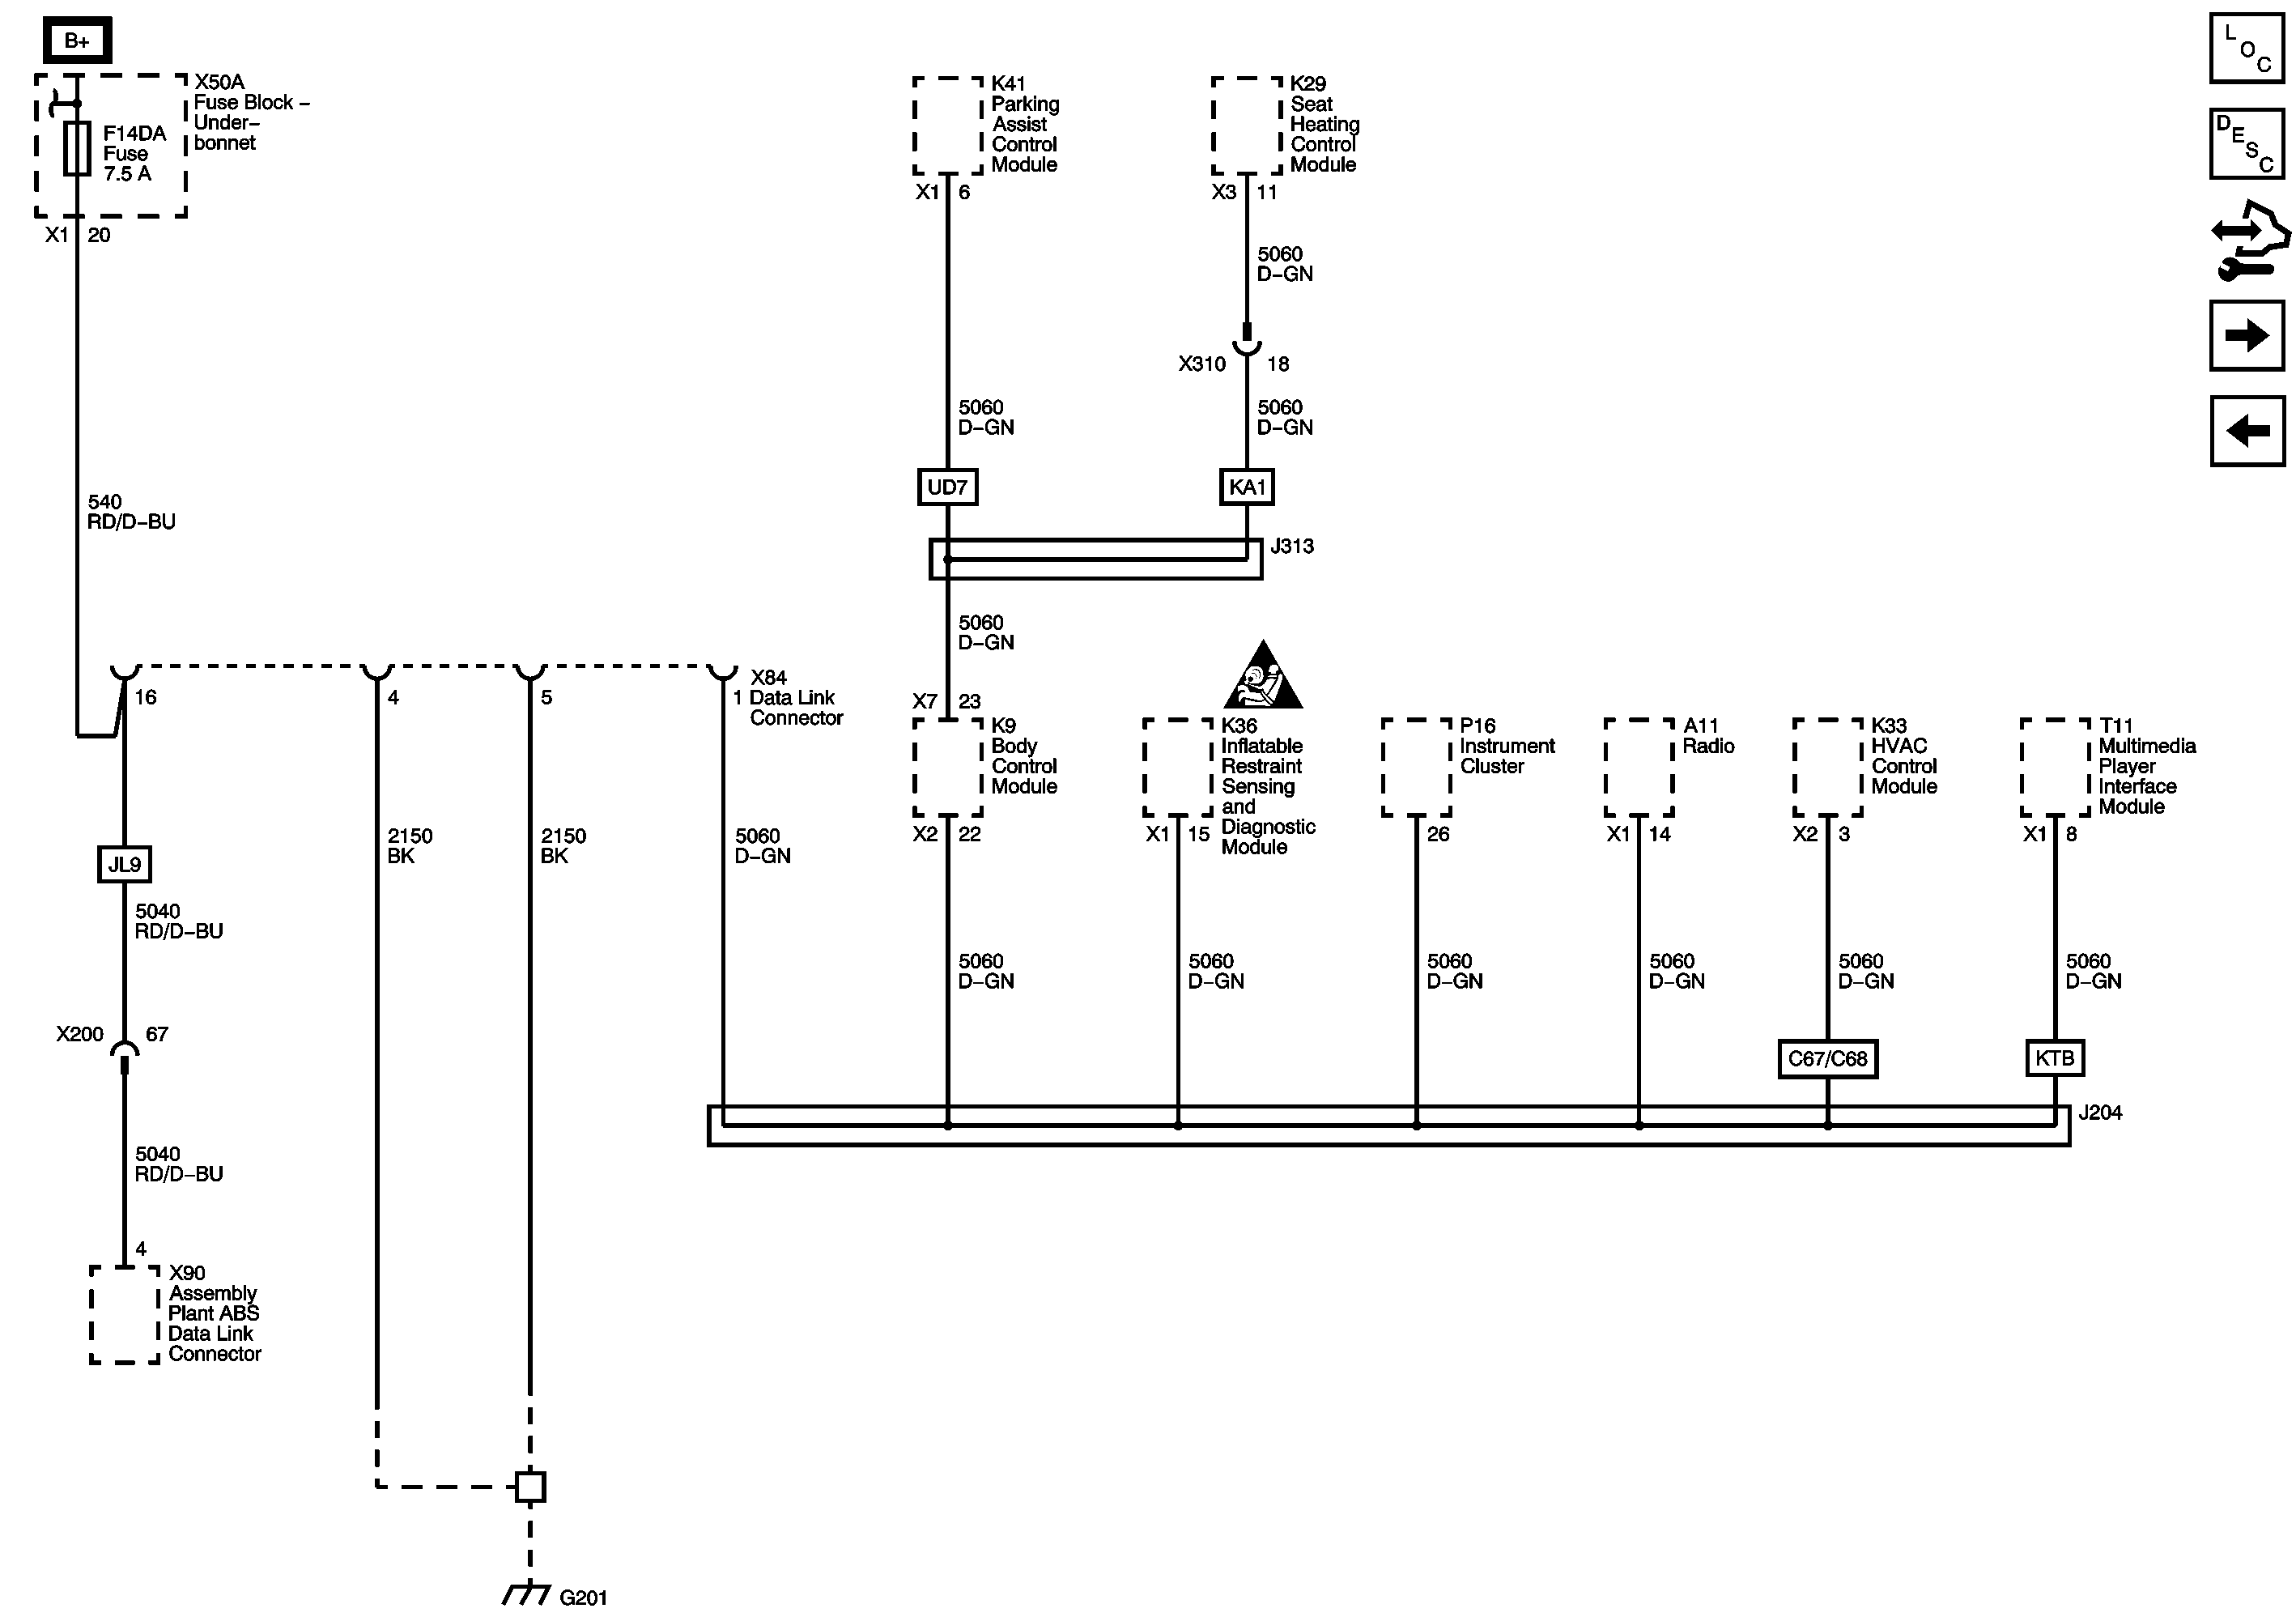 B+
X50A
Fuse Block –
Under–
bonnet
F14DA
Fuse
7.5 A
X1 20
540
RD/D–BU
16
JL9
5040
RD/D–BU
X200 67
5040
RD/D–BU
4
X90
Assembly
Plant ABS
Data Link
Connector
4
2150
BK
5
2150
BK
G201
1
X84
Data Link
Connector
5060
D–GN
K41
Parking
Assist
Control
Module
X1 6
5060
D–GN
UD7
K29
Seat
Heating
Control
Module
X3 11
5060
D–GN
X310 18
5060
D–GN
KA1
J313
5060
D–GN
X7 23
K9
Body
Control
Module
X2 22
5060
D–GN
K36
Inflatable
Restraint
Sensing
and
Diagnostic
Module
X1 15
5060
D–GN
P16
Instrument
Cluster
26
5060
D–GN
A11
Radio
X1 14
5060
D–GN
K33
HVAC
Control
Module
X2 3
5060
D–GN
C67/C68
T11
Multimedia
Player
Interface
Module
X1 8
5060
D–GN
KTB
J204
LOC
DESC